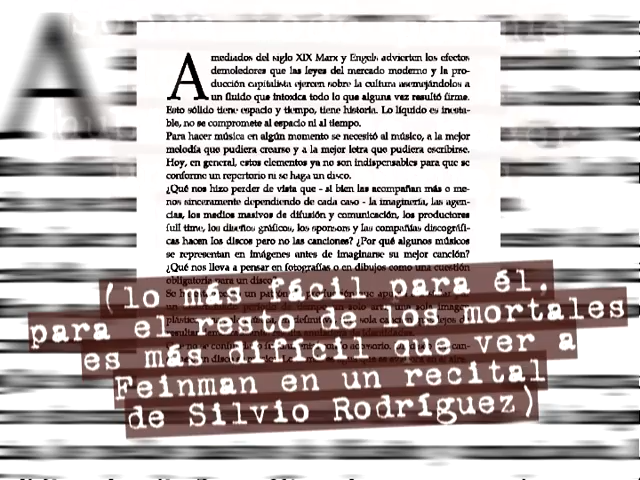 A mediados del siglo XIX Marx y Engels advierten los efectos
demoledores que las leyes del mercado moderno y la pro-
ducción capitalista ejercen sobre la cultura asemejándolos a
un fluido que intoxica todo lo que alguna vez resultó firme.
Esto sólido tiene espacio y tiempo, tiene historia. Lo líquido es inesta-
ble, no se compromete al espacio ni al tiempo.
Para hacer música en algún momento se necesitó al músico, a la mejor
melodía que pudiera crearse y a la mejor letra que pudiera escribirse.
Hoy, en general, estos elementos ya no son indispensables para que se
conforme un repertorio ni se haga un disco.
¿Qué nos hizo perder de vista que - si bien las acompañan más o me-
nos sinceramente dependiendo de cada caso - la imaginería, las agen-
cias, los medios masivos de difusión y comunicación, los productores
full time, los diseños gráficos, los sponsors y las compañías discográfi-
cas hacen los discos pero no las canciones? ¿Por qué algunos músicos
se representan en imágenes antes de imaginarse su mejor canción?
¿Qué nos lleva a pensar en fotografías o en dibujos como una cuestión
obligatoria para un disco
(lo más fácil para él,
para el resto de los mortales
es más difícil que ver a
Feinman en un recital
de Silvio Rodríguez)